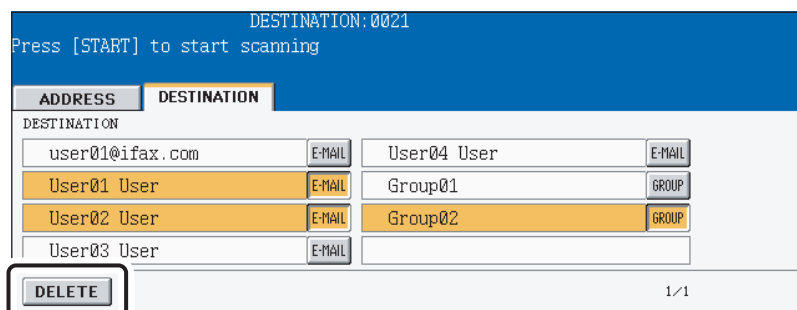 DESTINATION:0021
Press [START] to start scanning
ADDRESS DESTINATION
DESTINATION
user01@ifax.com E-MAIL User04 User E-MAIL
User01 User E-MAIL Group01 GROUP
User02 User E-MAIL Group02 GROUP
User03 User E-MAIL
DELETE 1/1